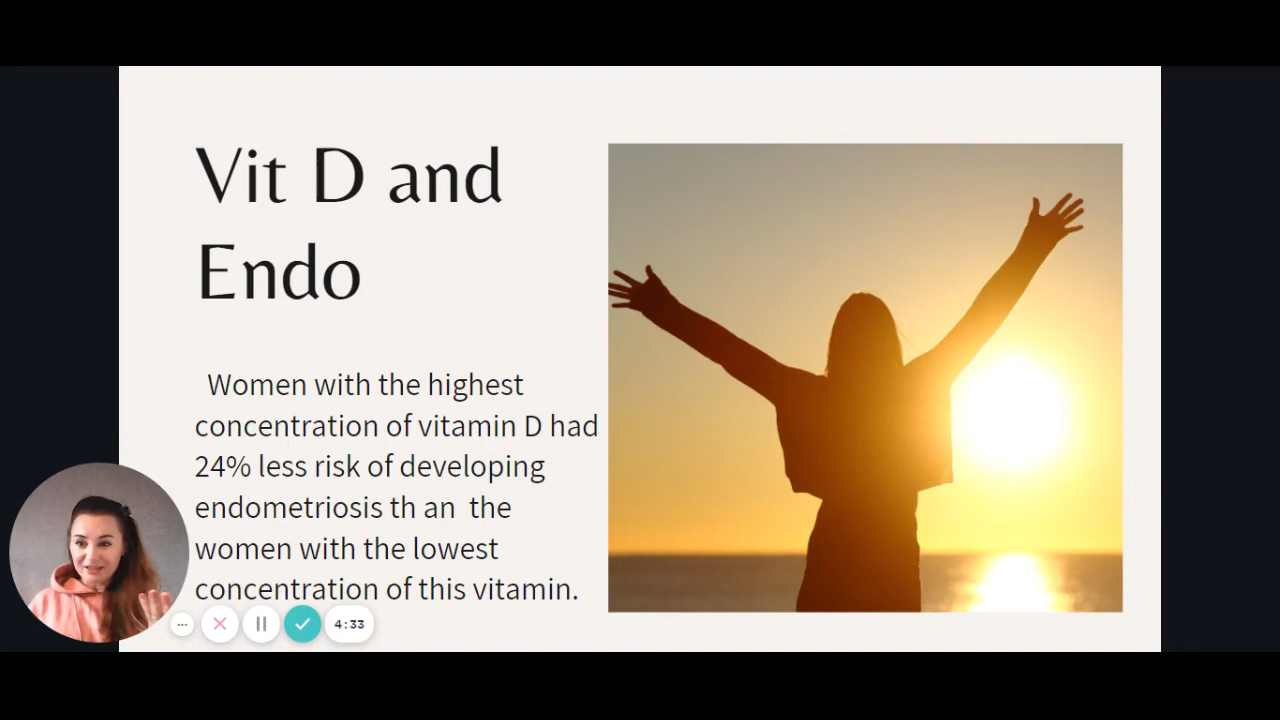 Vit D and
Endo
Women with the highest
concentration of vitamin D had
24% less risk of developing
endometriosis th an  the
women with the lowest
concentration of this vitamin.
4:33